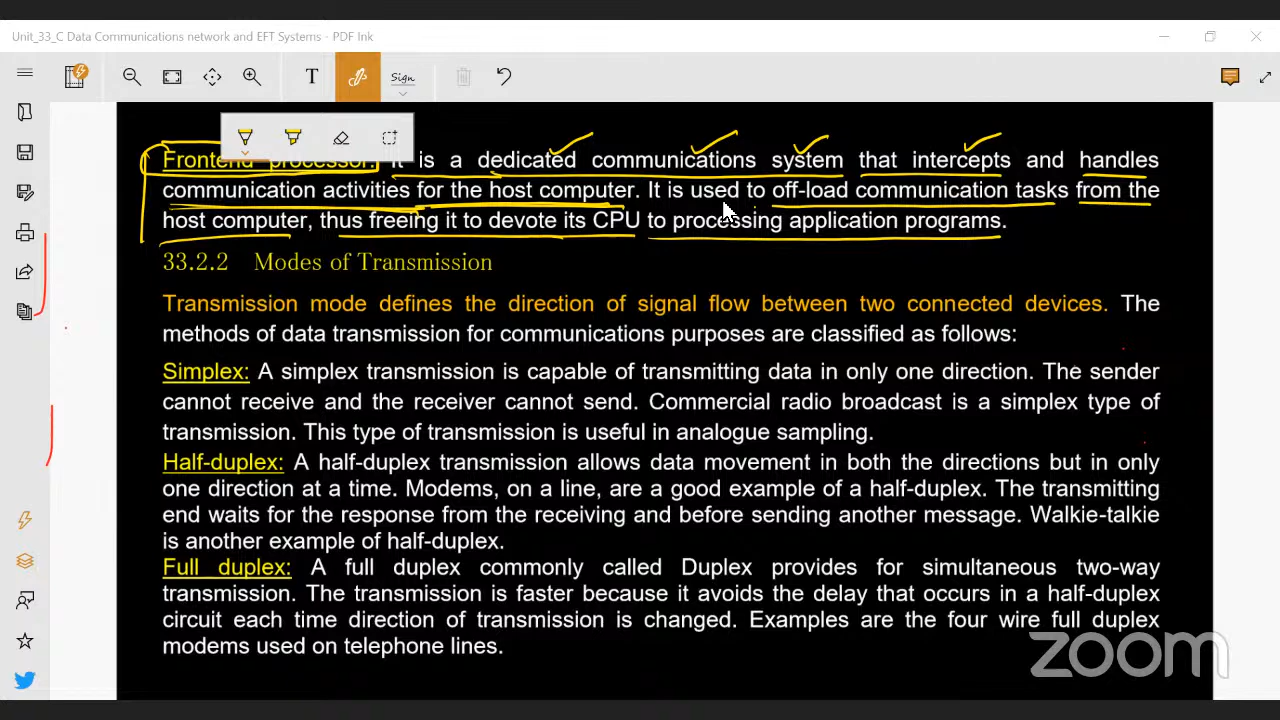 Unit_33_C Data Communications network and EFT Systems - PDF Ink
T
Sign
Frontend processor: It is a dedicated communications system that intercepts and handles
communication activities for the host computer. It is used to off-load communication tasks from the
host computer, thus freeing it to devote its CPU to processing application programs.
33.2.2 Modes of Transmission
Transmission mode defines the direction of signal flow between two connected devices. The
methods of data transmission for communications purposes are classified as follows:
Simplex: A simplex transmission is capable of transmitting data in only one direction. The sender
cannot receive and the receiver cannot send. Commercial radio broadcast is a simplex type of
transmission. This type of transmission is useful in analogue sampling.
Half-duplex: A half-duplex transmission allows data movement in both the directions but in only
one direction at a time. Modems, on a line, are a good example of a half-duplex. The transmitting
end waits for the response from the receiving and before sending another message. Walkie-talkie
is another example of half-duplex.
Full duplex: A full duplex commonly called Duplex provides for simultaneous two-way
transmission. The transmission is faster because it avoids the delay that occurs in a half-duplex
circuit each time direction of transmission is changed. Examples are the four wire full duplex
modems used on telephone lines.
zoom